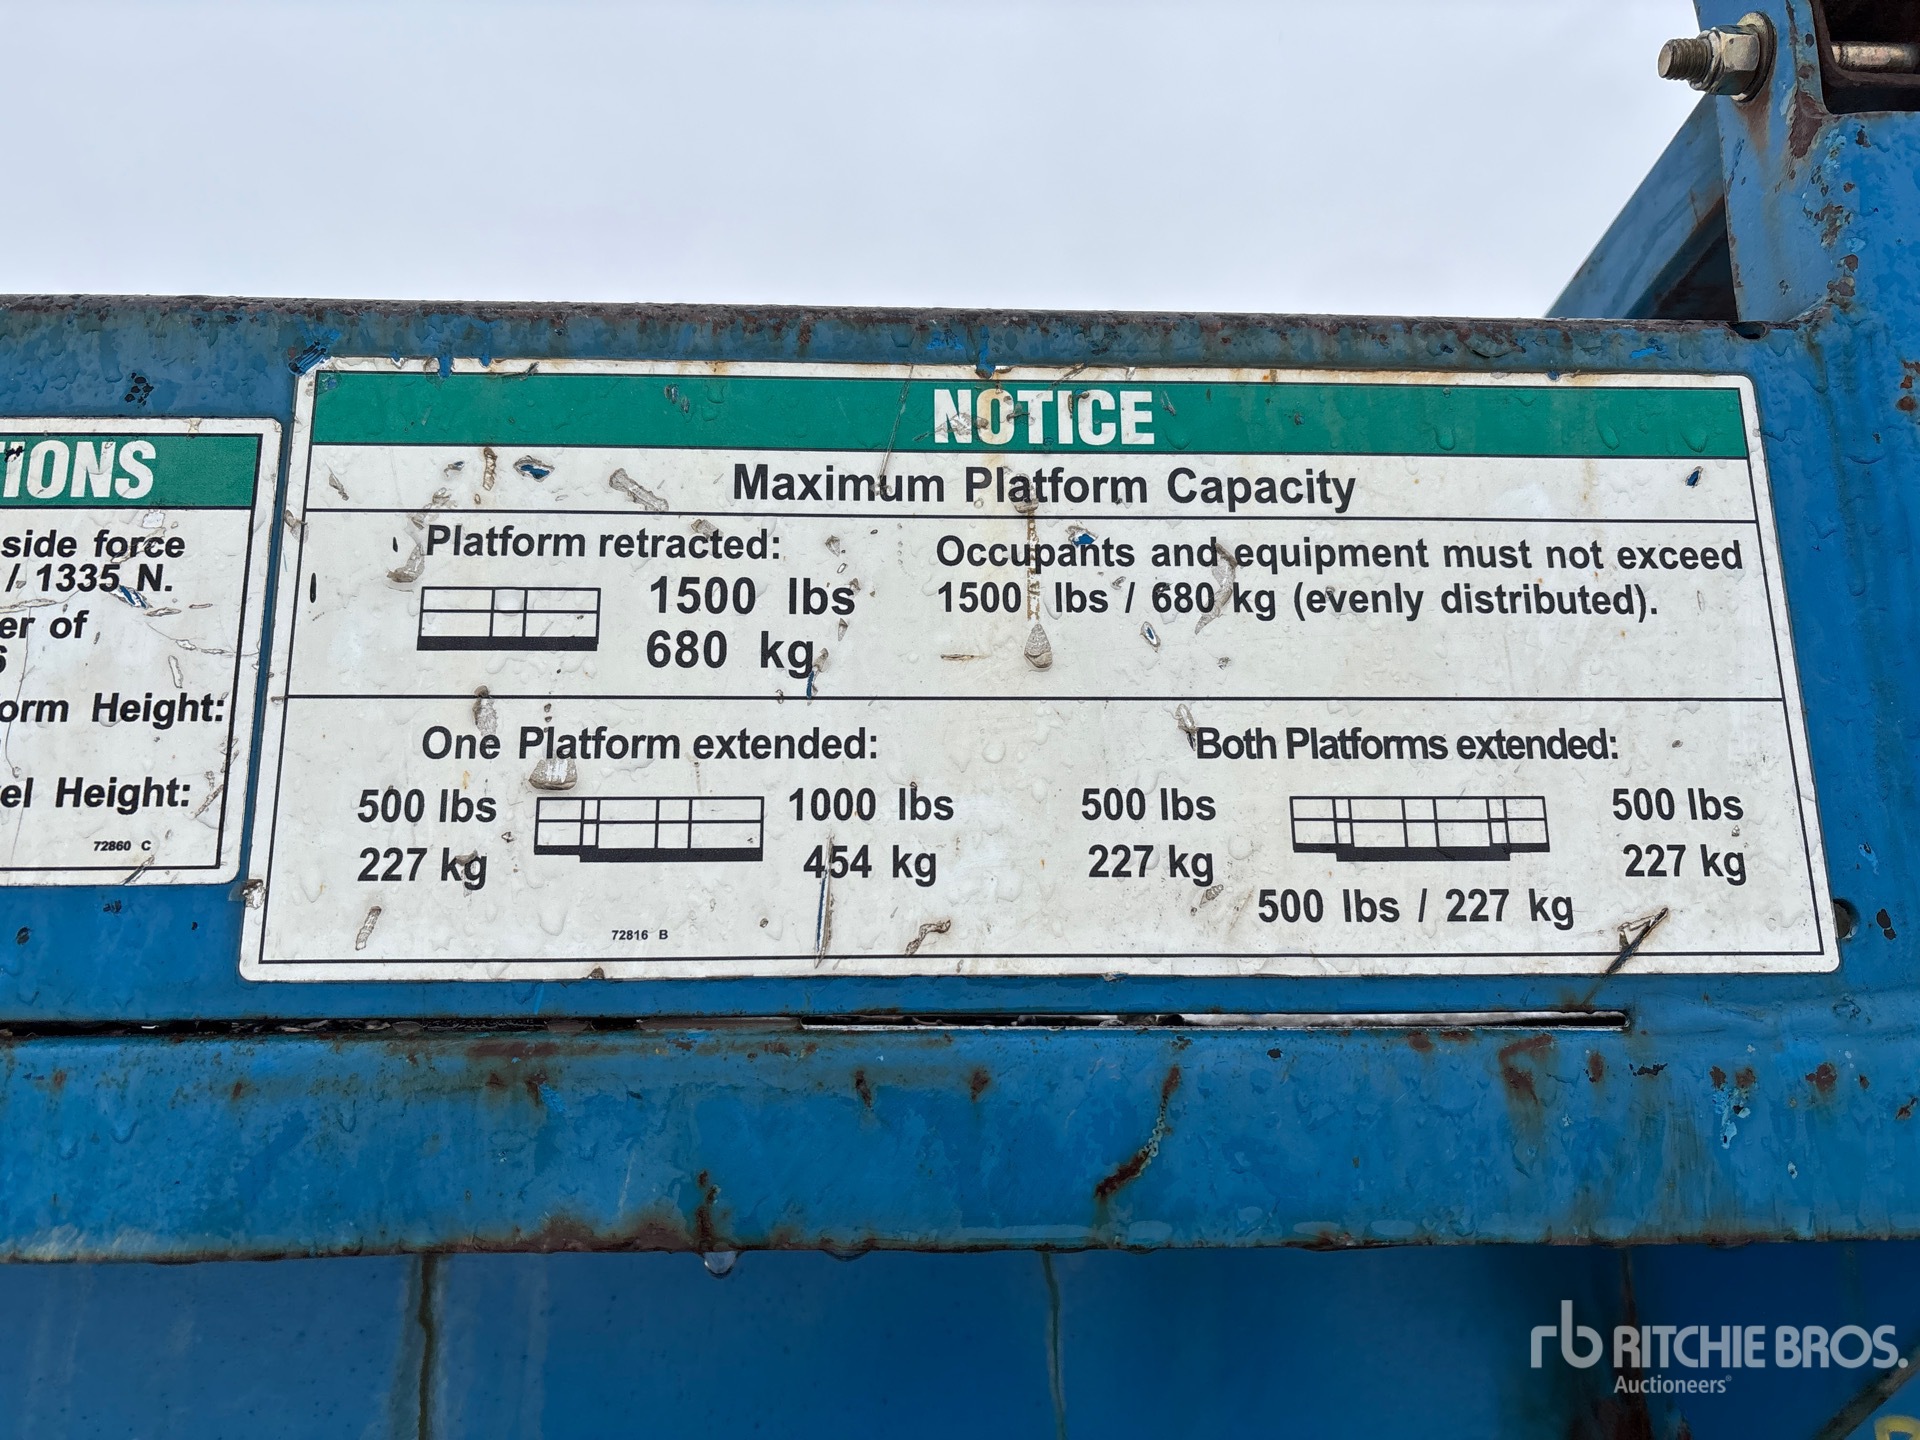 TIONS
side force
/ 1335 N.
er of
orm Height:
el Height:
72860 C
NOTICE
Maximum Platform Capacity
Platform retracted:
1500 lbs
680 kg
Occupants and equipment must not exceed
1500 lbs / 680 kg (evenly distributed).
One Platform extended:
500 lbs
227 kg
1000 lbs
454 kg
72816 B
Both Platforms extended:
500 lbs
227 kg
500 lbs
227 kg
500 lbs / 227 kg
rb RITCHIE BROS.
Auctioneers®